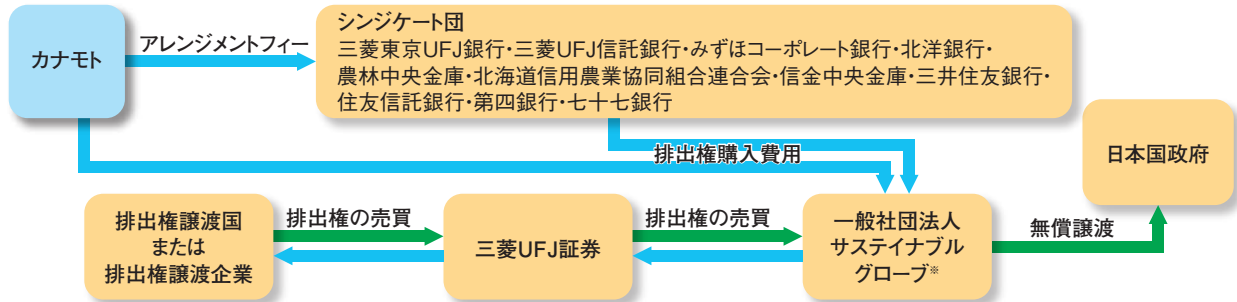 カナモト
アレンジメントフィー
シンジケート団
三菱東京UFJ銀行・三菱UFJ信託銀行・みずほコーポレート銀行・北洋銀行・
農林中央金庫・北海道信用農業協同組合連合会・信金中央金庫・三井住友銀行・
住友信託銀行・第四銀行・七十七銀行
排出権購入費用
日本国政府
排出権譲渡国
または
排出権譲渡企業
排出権の売買
三菱UFJ証券
排出権の売買
一般社団法人
サステイナブル
グローブ※
無償譲渡